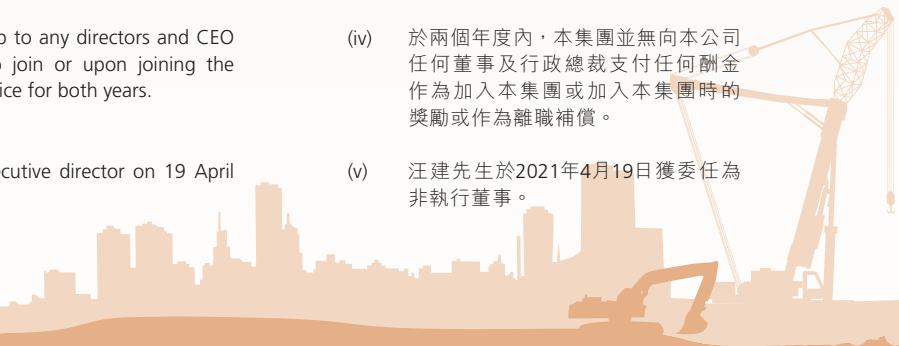 p to any directors and CEO
o join or upon joining the
ice for both years.
ecutive director on 19 April
(iv) 於兩個年度內，本集團並無向本公司
任何董事及行政總裁支付任何酬金
作為加入本集團或加入本集團時的
獎勵或作為離職補償。
(v) 汪建先生於2021年4月19日獲委任為
非執行董事。